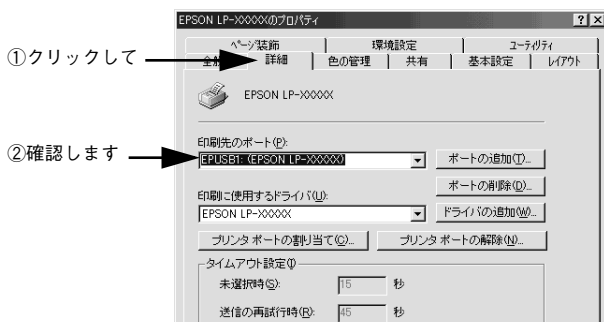 EPSON LP-XXXXXのプロパティ
ページ装飾 環境設定 ユーティリティ
①クリックして
全般 詳細 色の管理 共有 基本設定 レイアウト
EPSON LP-XXXXX
印刷先のポート(P):
②確認します
EPUSB1: (EPSON LP-XXXXX) ポートの追加(T)...
ポートの削除(D)...
印刷に使用するドライバ(U):
EPSON LP-XXXXX ドライバの追加(W)...
プリンタ ポートの割り当て(C)... プリンタ ポートの解除(N)...
タイムアウト設定(I)
未選択時(S): 15 秒
送信の再試行時(R): 45 秒